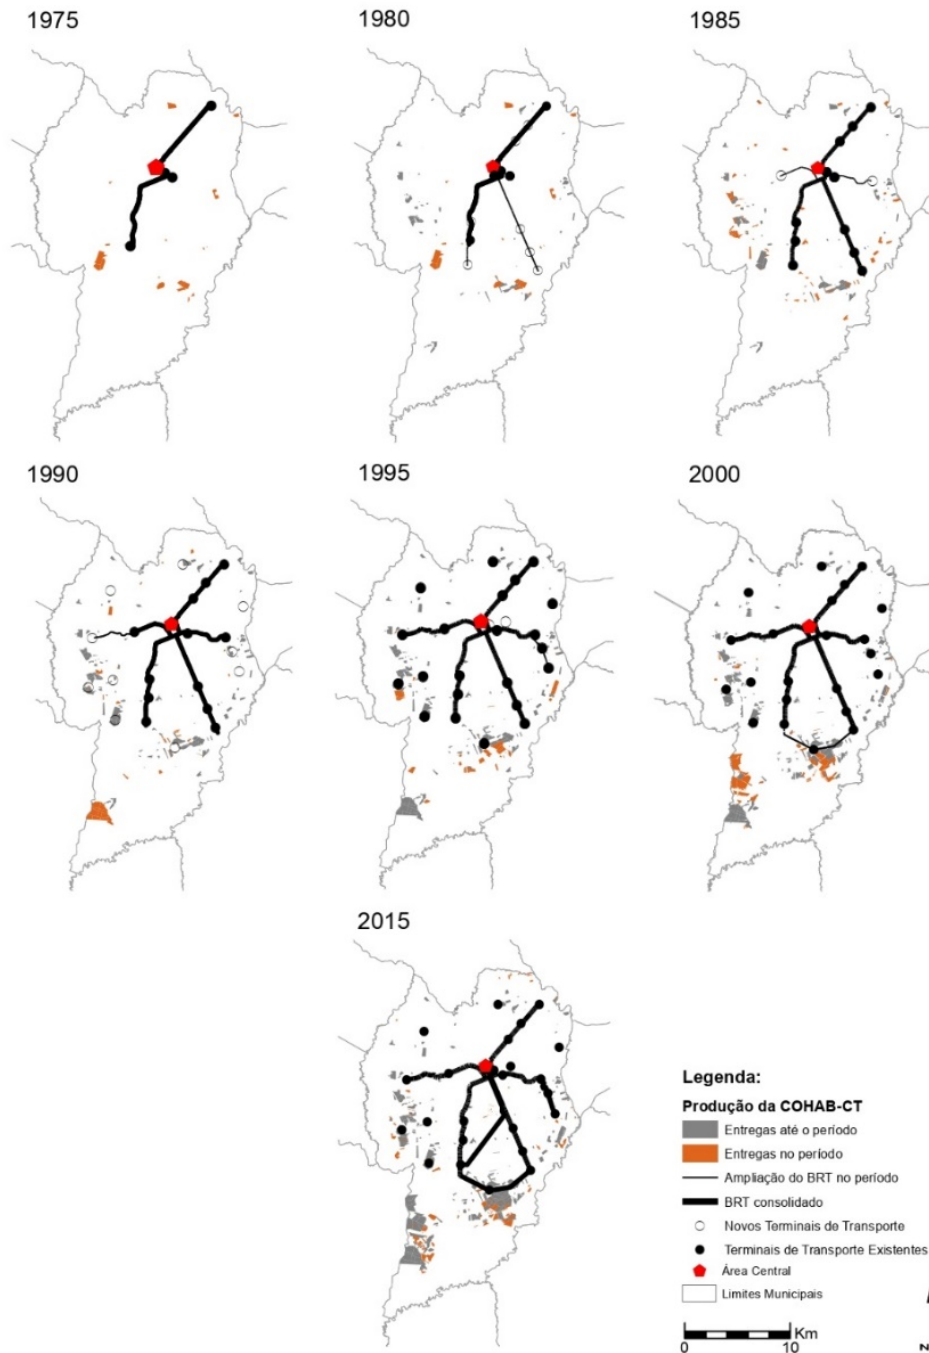 1975
1980
1985
1990
1995
2000
2015
Legenda:
Produção da COHAB-CT
Entregas até o período
Entregas no período
Ampliação do BRT no período
BRT consolidado
Novos Terminais de Transporte
Terminais de Transporte Existentes
Área Central
Limites Municipais
Km
0 10
N